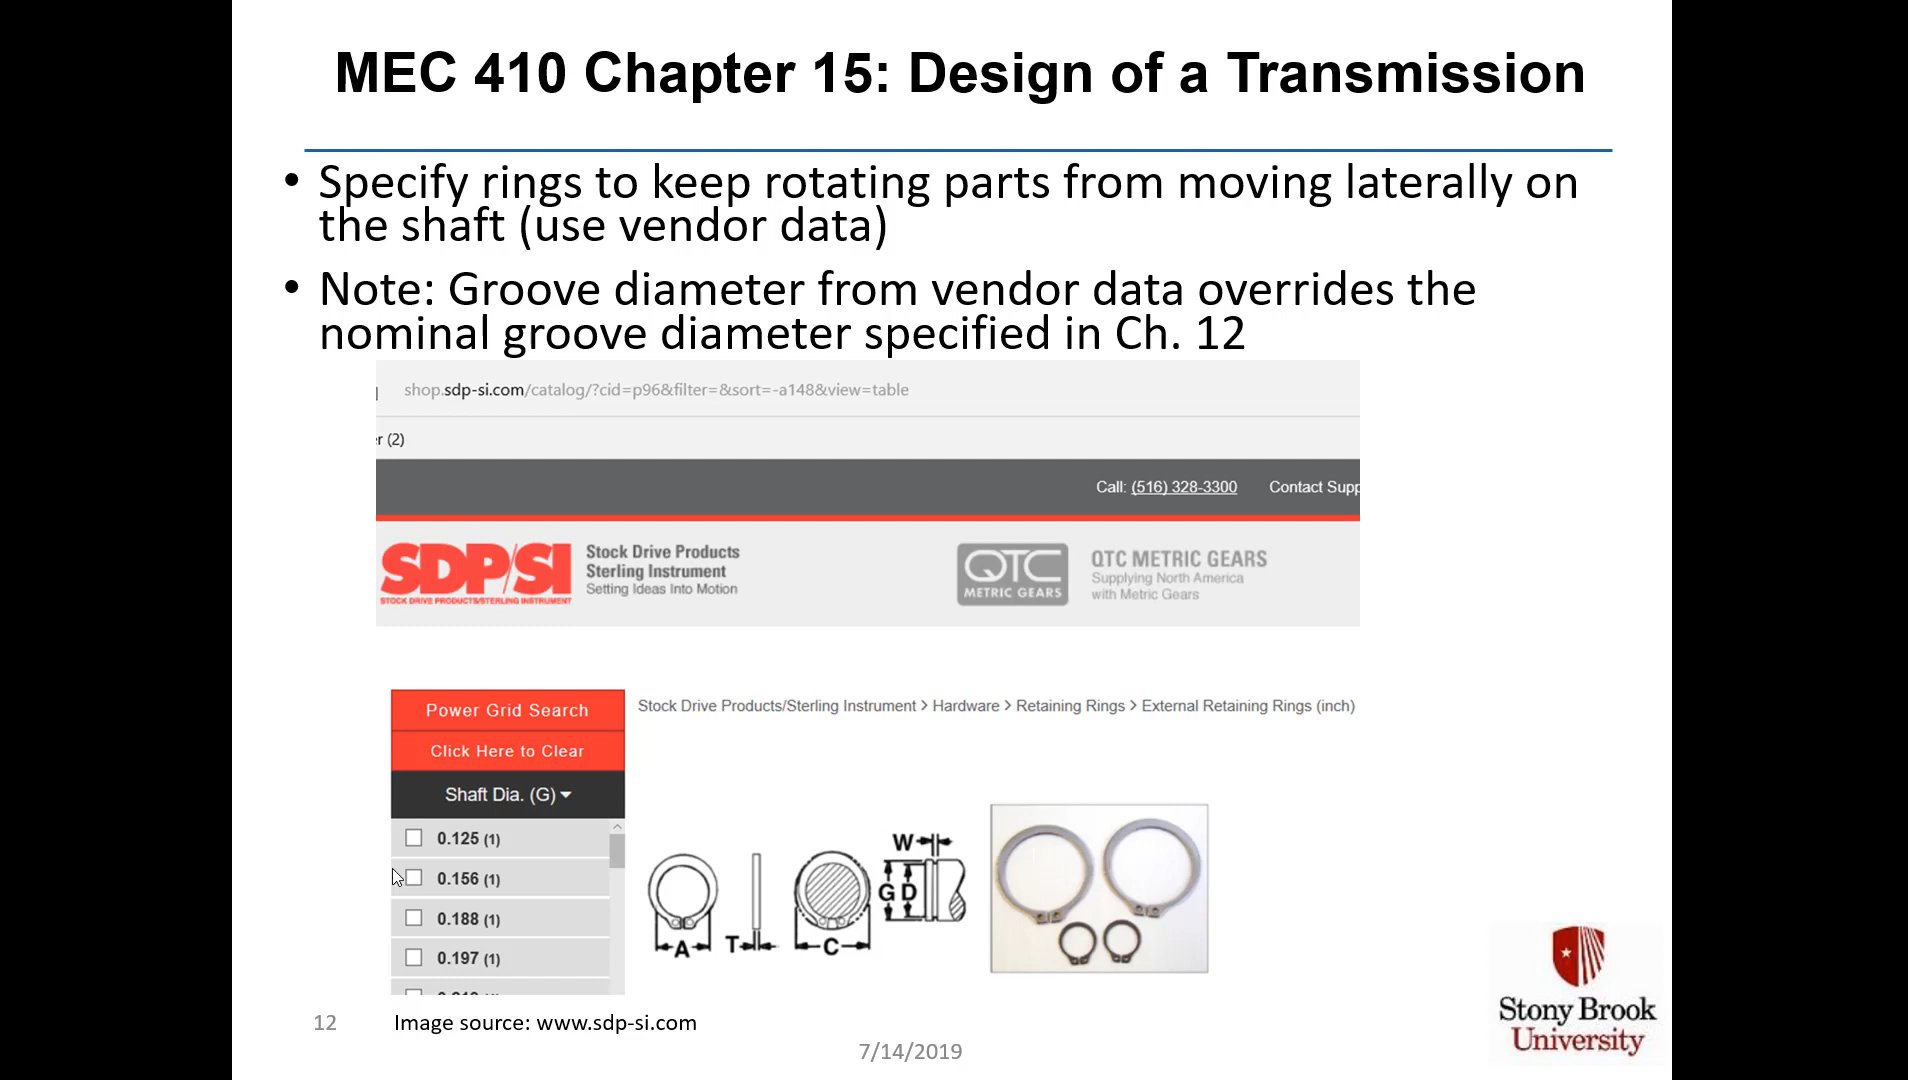 MEC 410 Chapter 15: Design of a Transmission
• Specify rings to keep rotating parts from moving laterally on
the shaft (use vendor data)
• Note: Groove diameter from vendor data overrides the
nominal groove diameter specified in Ch. 12
shop.sdp-si.com/catalog/?cid=p96&filter=&sort=-a148&view=table
r (2)
Call: (516) 328-3300 Contact Supp
SDP/SI
STOCK DRIVE PRODUCTS/STERLING INSTRUMENT
Stock Drive Products
Sterling Instrument
Setting Ideas Into Motion
QTC
METRIC GEARS
QTC METRIC GEARS
Supplying North America
with Metric Gears
Power Grid Search
Click Here to Clear
Shaft Dia. (G)
0.125 (1)
0.156 (1)
0.188 (1)
0.197 (1)
Stock Drive Products/Sterling Instrument > Hardware > Retaining Rings > External Retaining Rings (inch)
W
G D
A T C
12
Image source: www.sdp-si.com
7/14/2019
Stony Brook
University